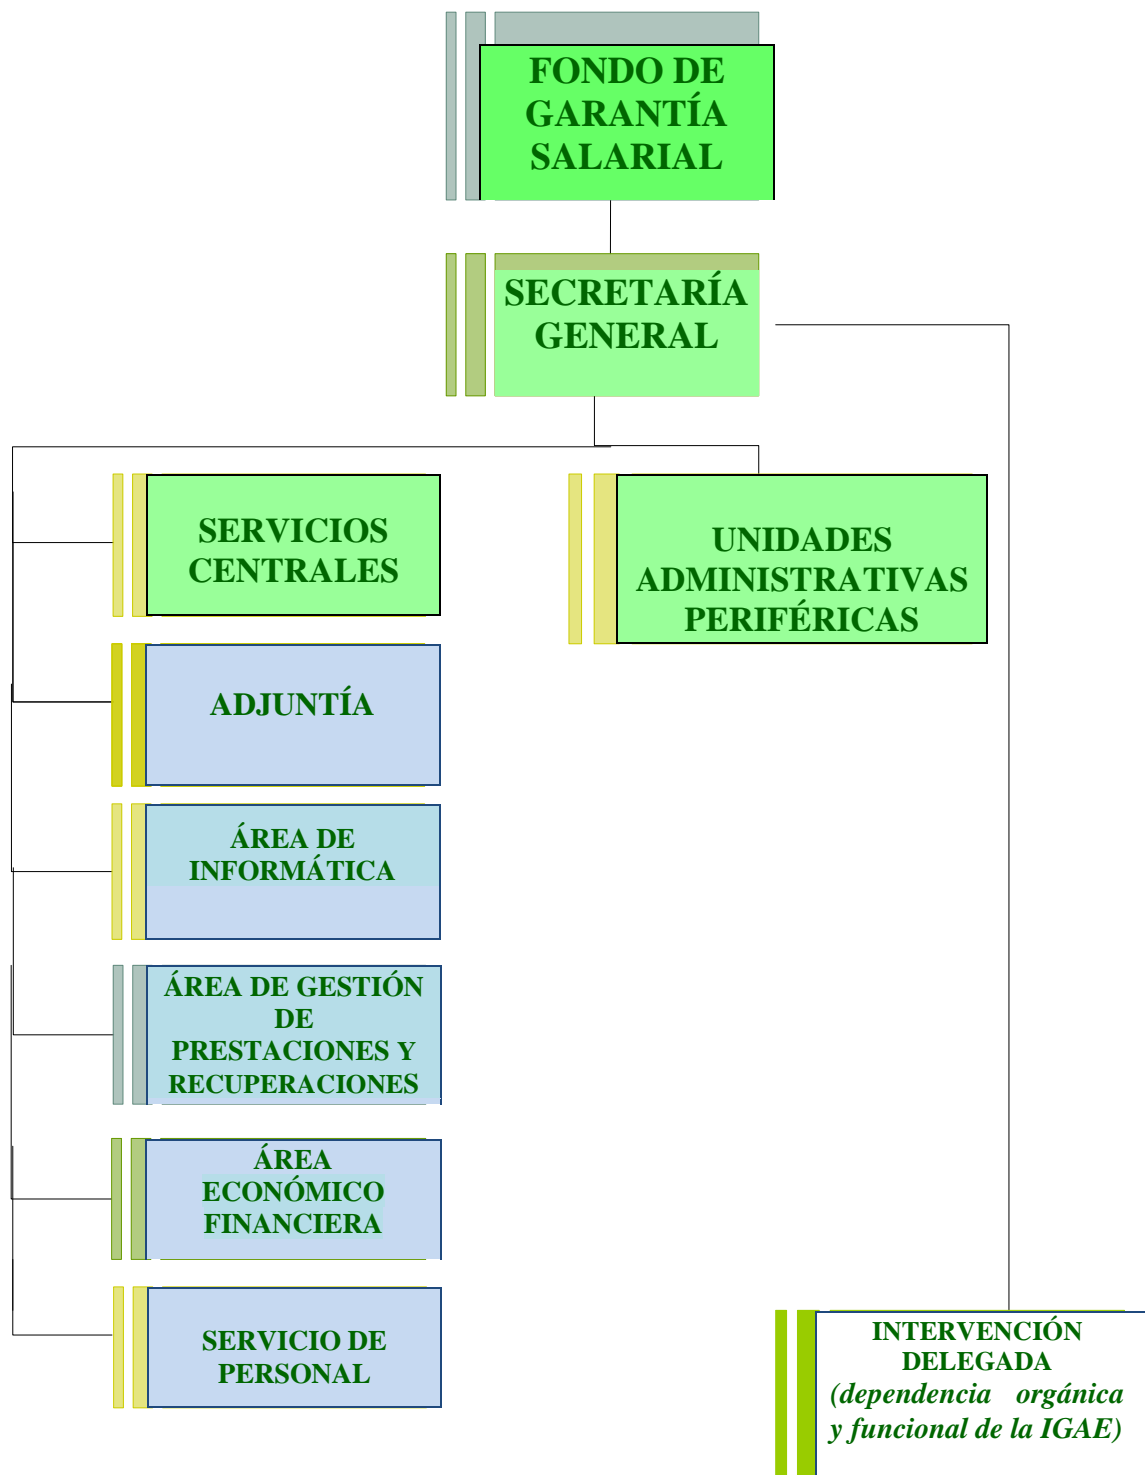 FONDO DE
GARANTÍA
SALARIAL
SECRETARÍA
GENERAL
SERVICIOS
CENTRALES
UNIDADES
ADMINISTRATIVAS
PERIFÉRICAS
ADJUNTÍA
ÁREA DE
INFORMÁTICA
ÁREA DE GESTIÓN
DE
PRESTACIONES Y
RECUPERACIONES
ÁREA
ECONÓMICO
FINANCIERA
SERVICIO DE
PERSONAL
INTERVENCIÓN
DELEGADA
(dependencia orgánica
y funcional de la IGAE)